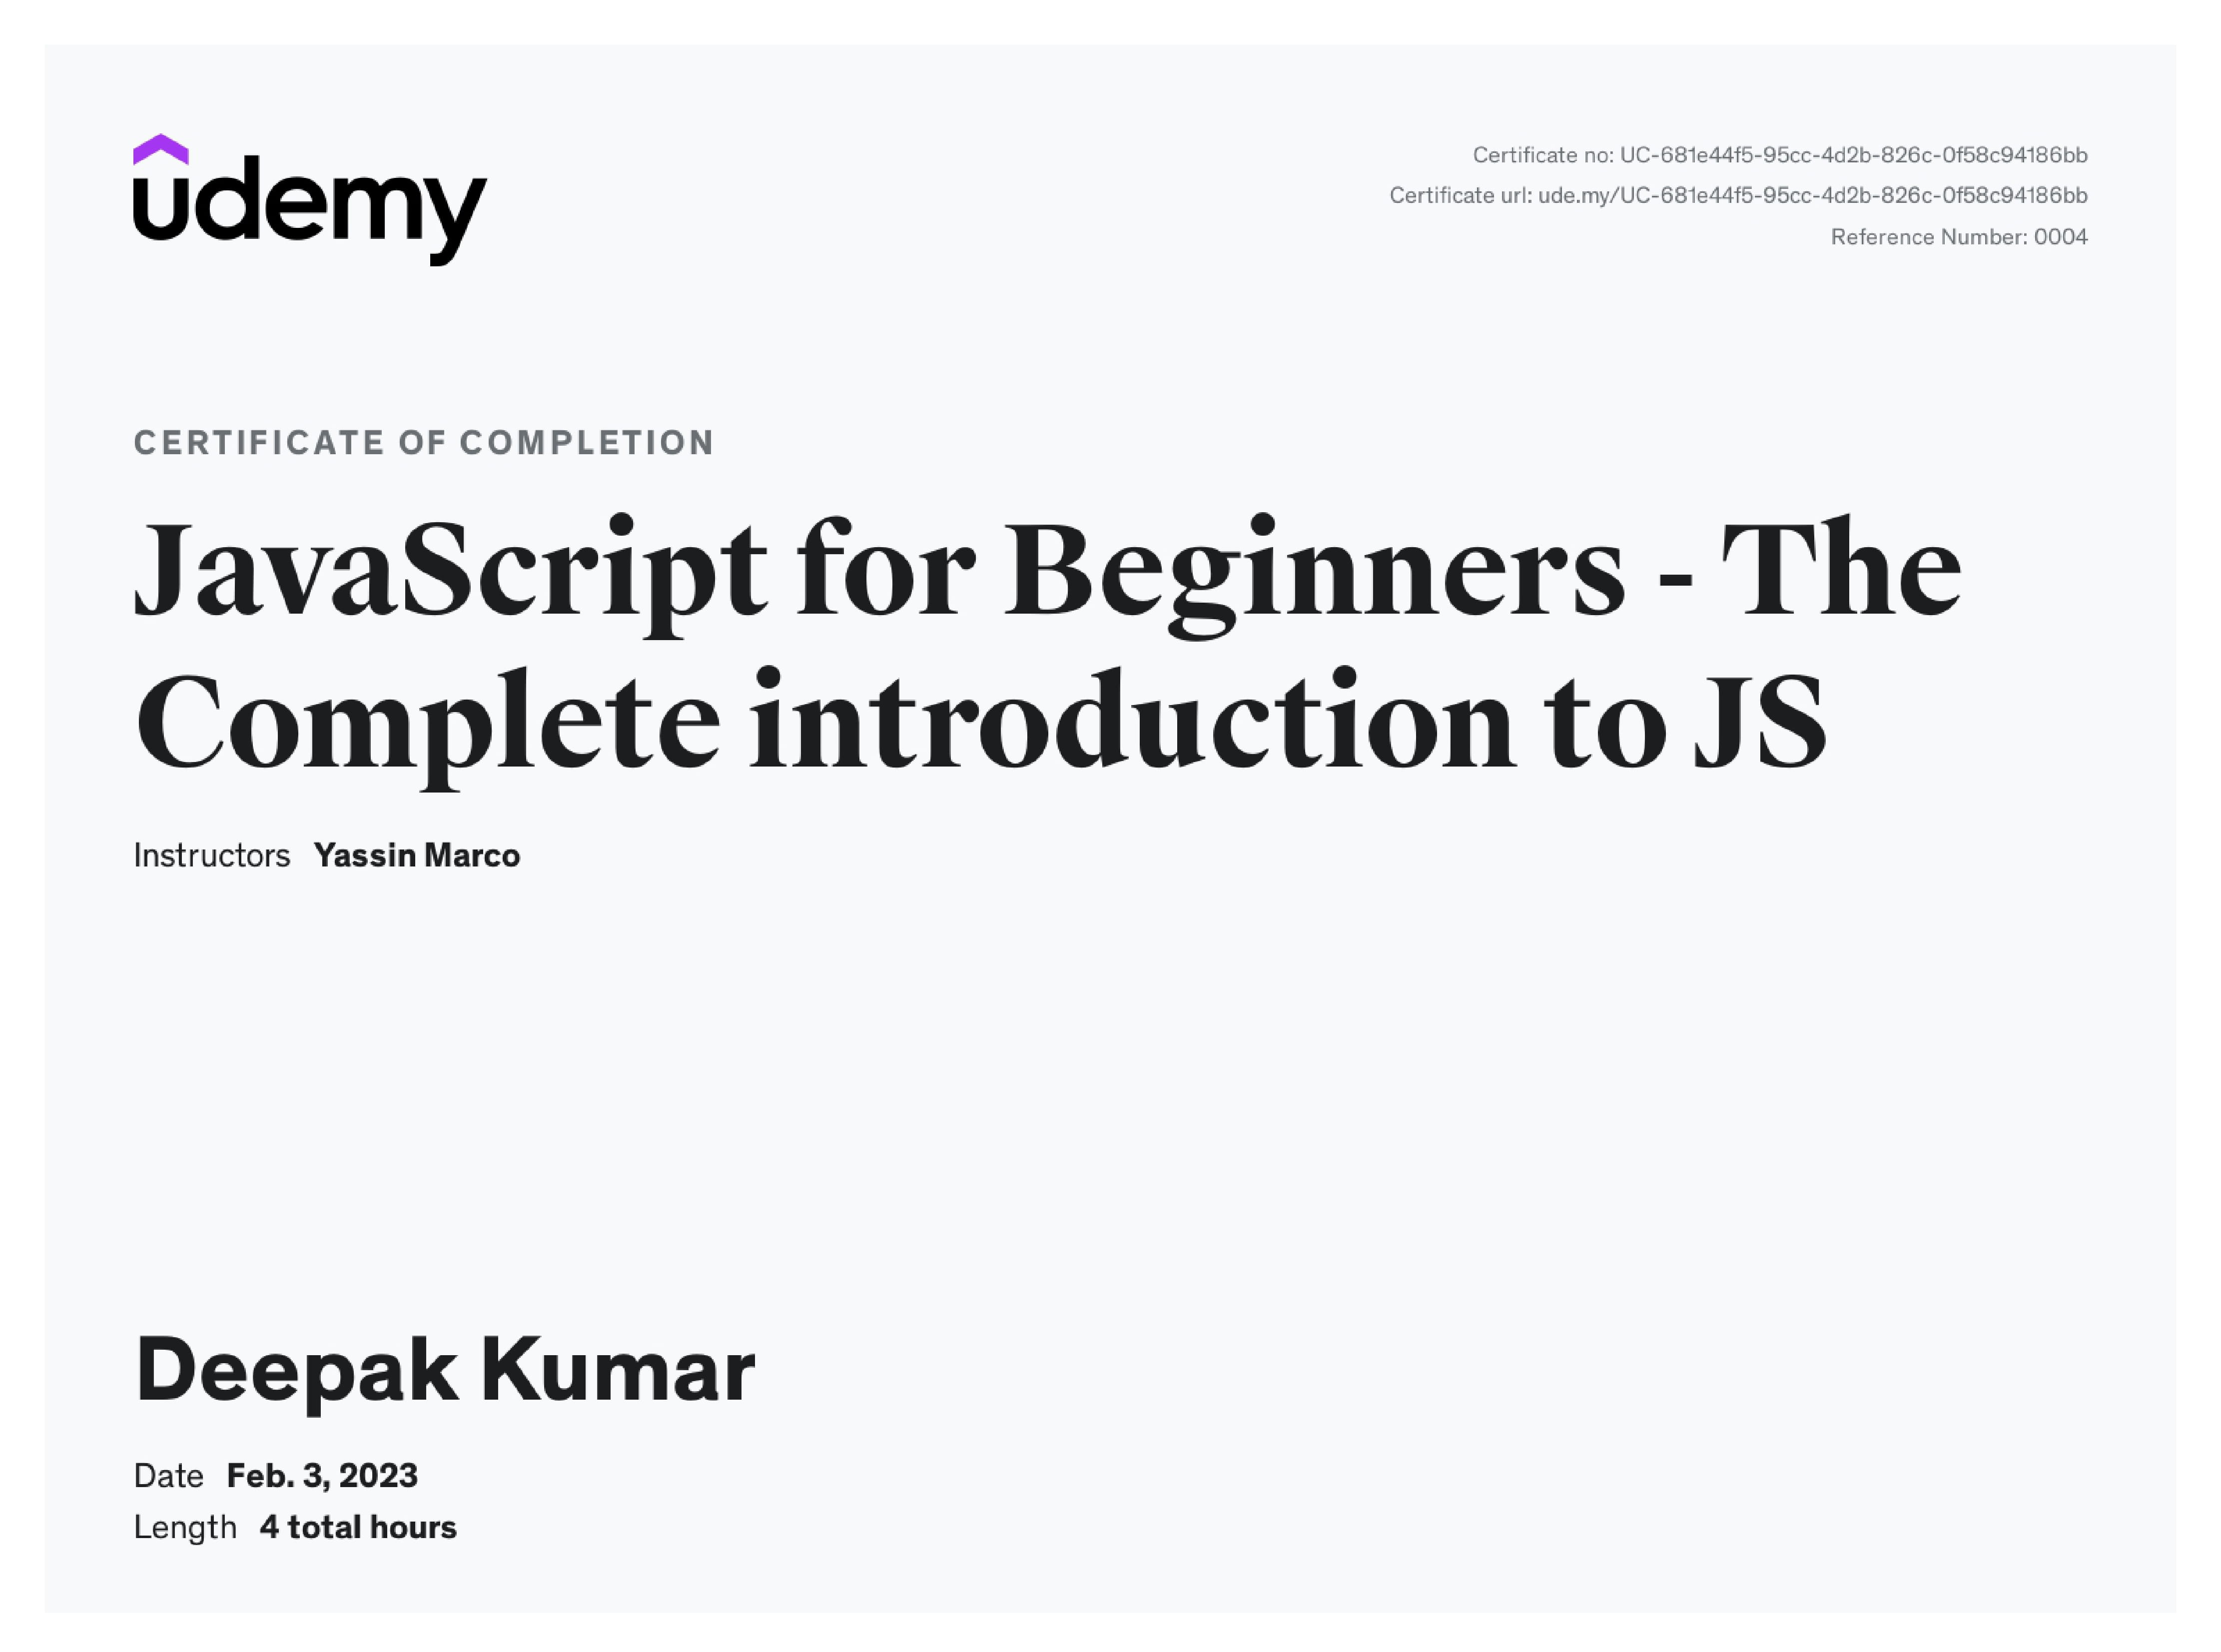 udemy
Certificate no: UC-681e44f5-95cc-4d2b-826c-0f58c94186bb
Certificate url: ude.my/UC-681e44f5-95cc-4d2b-826c-0f58c94186bb
Reference Number: 0004
CERTIFICATE OF COMPLETION
JavaScript for Beginners - The
Complete introduction to JS
Instructors Yassin Marco
Deepak Kumar
Date Feb. 3, 2023
Length 4 total hours